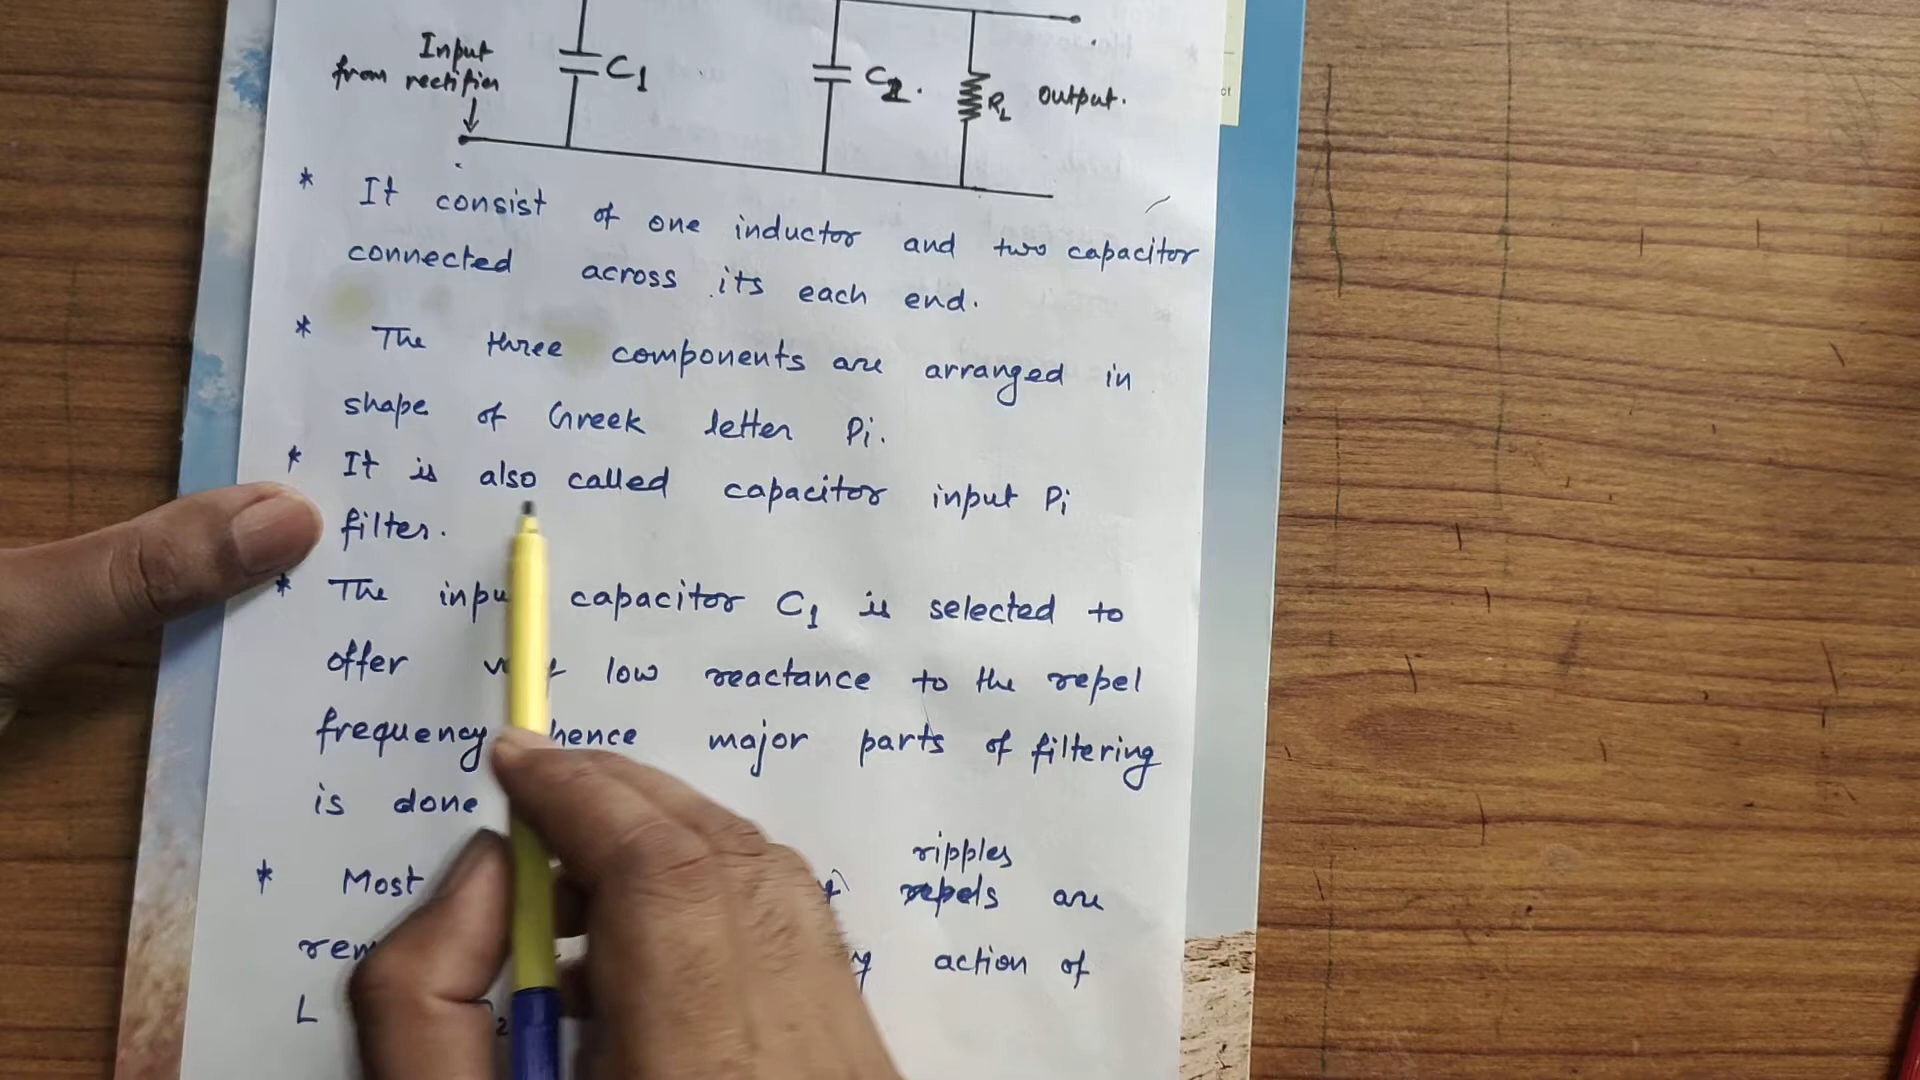 Input
from rectifier
C1
C2.
RL
output.
* It consist of one inductor and two capacitor
connected across its each end.
* The three components are arranged in
shape of Greek letter Pi.
* It is also called capacitor input Pi
filter.
* The capacitor C1 is selected to
offer low reactance to the repel
frequency hence major parts of filtering
is done
ripples
* Most are
action of
L